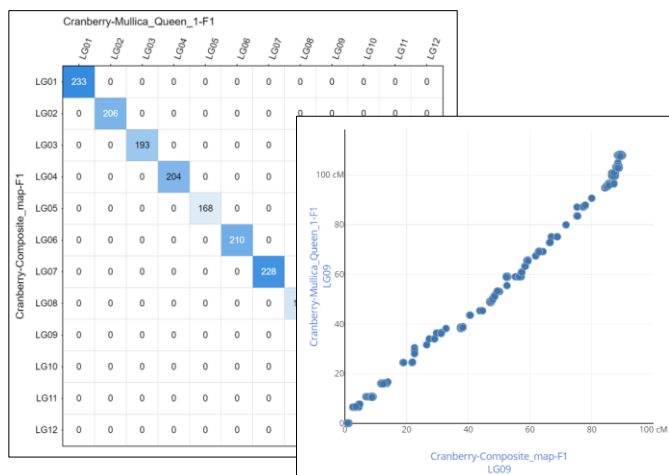 Cranberry-Mullica_Queen_1-F1
LG01 LG02 LG03 LG04 LG05 LG06 LG07 LG08 LG09 LG10 LG11 LG12
Cranberry-Composite_map-F1
LG01 233 0 0 0 0 0 0 0 0 0 0 0
LG02 0 206 0 0 0 0 0 0 0 0 0 0
LG03 0 0 193 0 0 0 0
LG04 0 0 0 204 0 0 0
LG05 0 0 0 0 168 0 0
LG06 0 0 0 0 0 210 0
LG07 0 0 0 0 0 0 228
LG08 0 0 0 0 0 0 0 1
LG09 0 0 0 0 0 0 0
LG10 0 0 0 0 0 0 0
LG11 0 0 0 0 0 0 0
LG12 0 0 0 0 0 0 0
Cranberry-Mullica_Queen_1-F1
LG09
100 cM
80
60
40
20
0
0 20 40 60 80 100 cM
Cranberry-Composite_map-F1
LG09